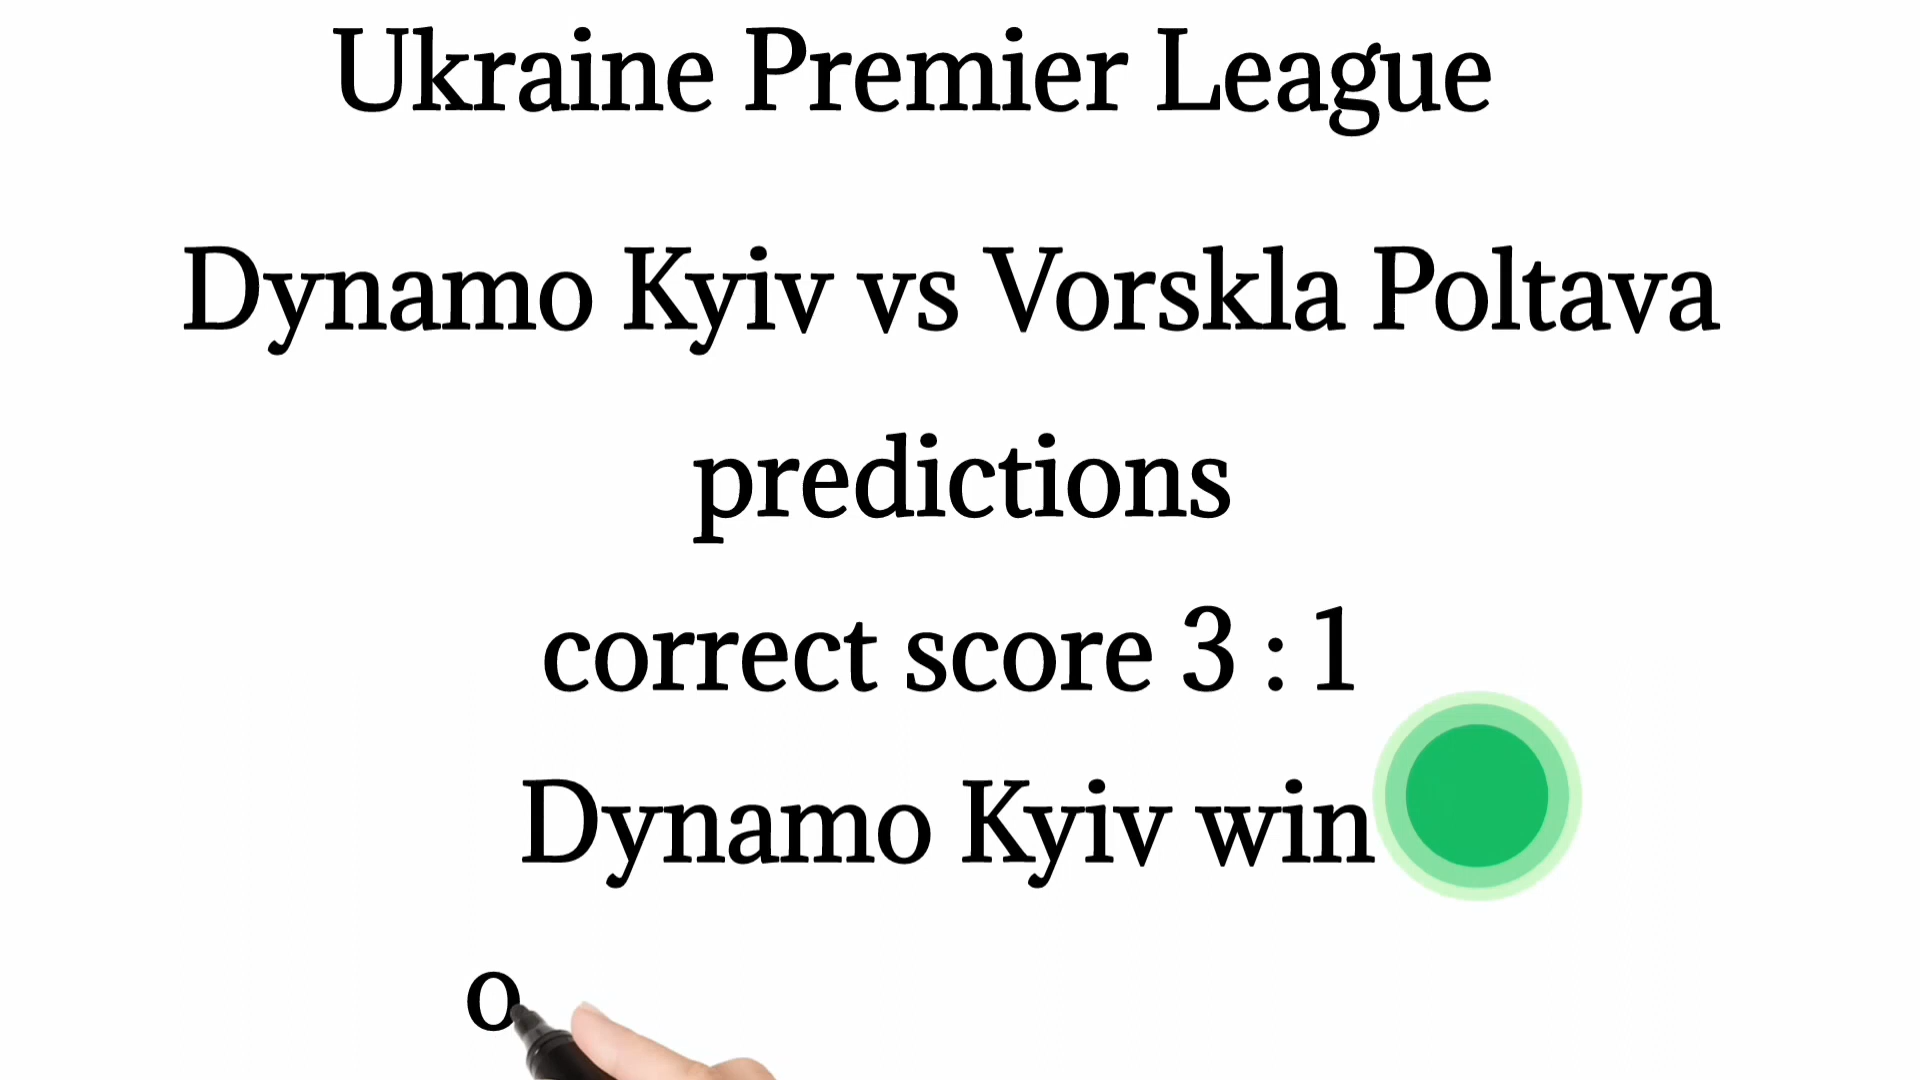 Ukraine Premier League
Dynamo Kyiv vs Vorskla Poltava
predictions
correct score 3 : 1
Dynamo Kyiv win
o